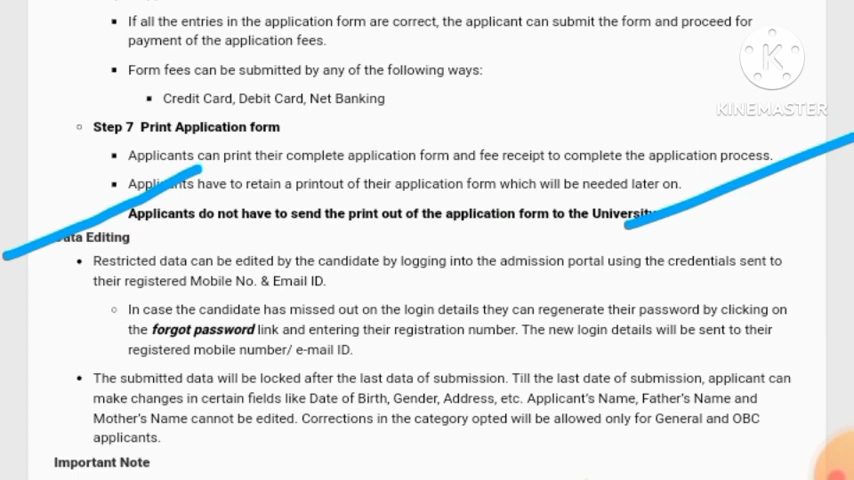 If all the entries in the application form are correct, the applicant can submit the form and proceed for
payment of the application fees.
Form fees can be submitted by any of the following ways:
Credit Card, Debit Card, Net Banking
KINEMASTER
Step 7 Print Application form
Applicants can print their complete application form and fee receipt to complete the application process.
Applicants have to retain a printout of their application form which will be needed later on.
Applicants do not have to send the print out of the application form to the University
Data Editing
Restricted data can be edited by the candidate by logging into the admission portal using the credentials sent to
their registered Mobile No. & Email ID.
In case the candidate has missed out on the login details they can regenerate their password by clicking on
the forgot password link and entering their registration number. The new login details will be sent to their
registered mobile number/ e-mail ID.
The submitted data will be locked after the last data of submission. Till the last date of submission, applicant can
make changes in certain fields like Date of Birth, Gender, Address, etc. Applicant's Name, Father's Name and
Mother's Name cannot be edited. Corrections in the category opted will be allowed only for General and OBC
applicants.
Important Note